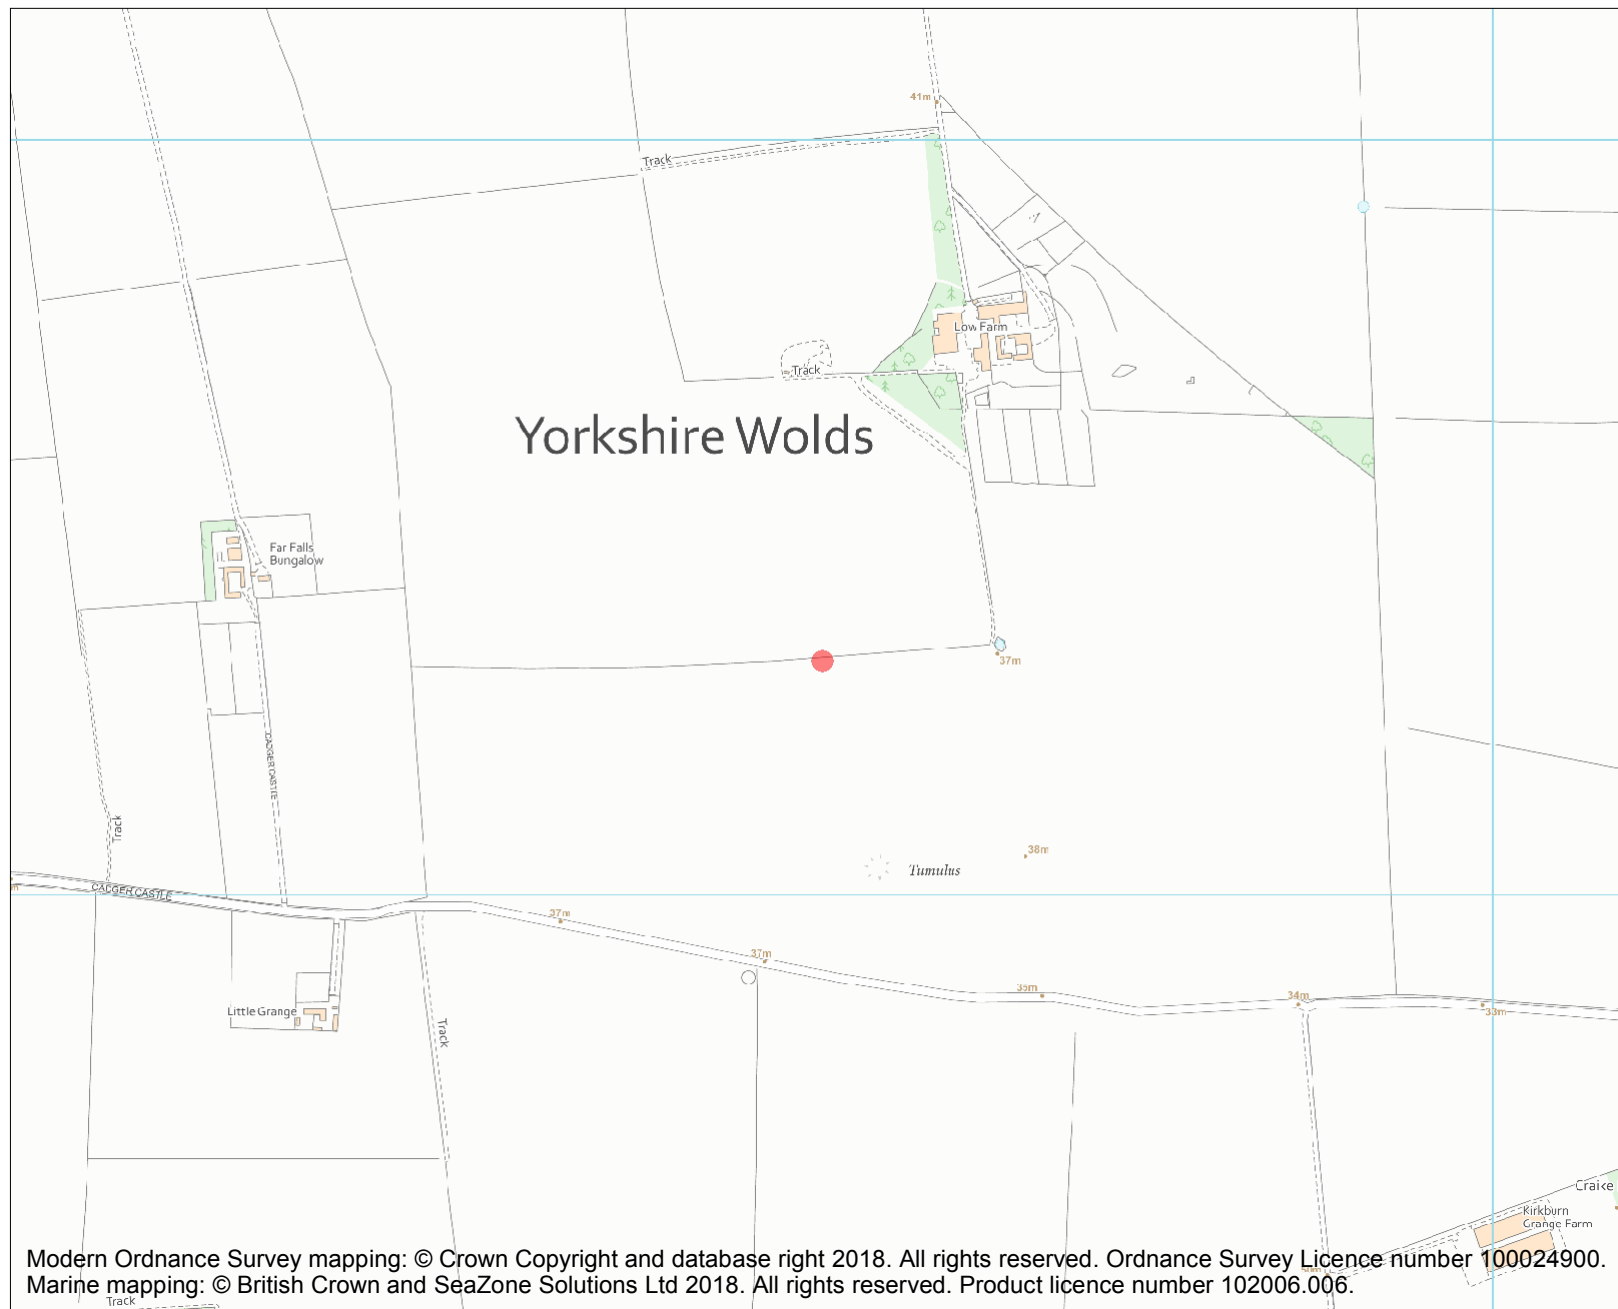 41m
Track
Low Farm
Track
Yorkshire Wolds
Far Falls
Bungalow
37m
CADGER CASTLE
Track
38m
Tumulus
CADGER CASTLE
m
37m
37m
35m
34m
33m
Little Grange
Track
Craike
Kirkburn
Grange Farm
Modern Ordnance Survey mapping: © Crown Copyright and database right 2018. All rights reserved. Ordnance Survey Licence number 100024900.
Marine mapping: © British Crown and SeaZone Solutions Ltd 2018. All rights reserved. Product licence number 102006.006.
Track